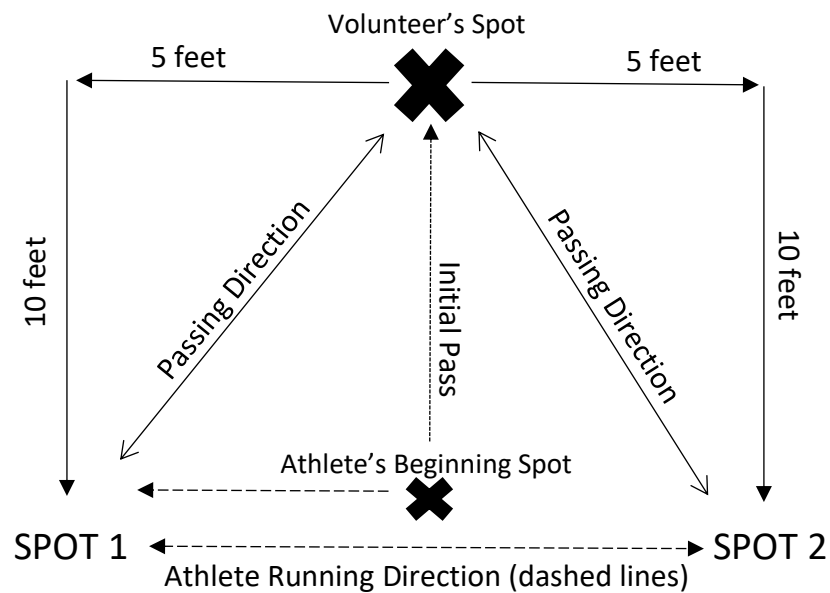 Volunteer’s Spot
5 feet
5 feet
10 feet
Passing Direction
Initial Pass
Passing Direction
10 feet
Athlete’s Beginning Spot
SPOT 1
SPOT 2
Athlete Running Direction (dashed lines)